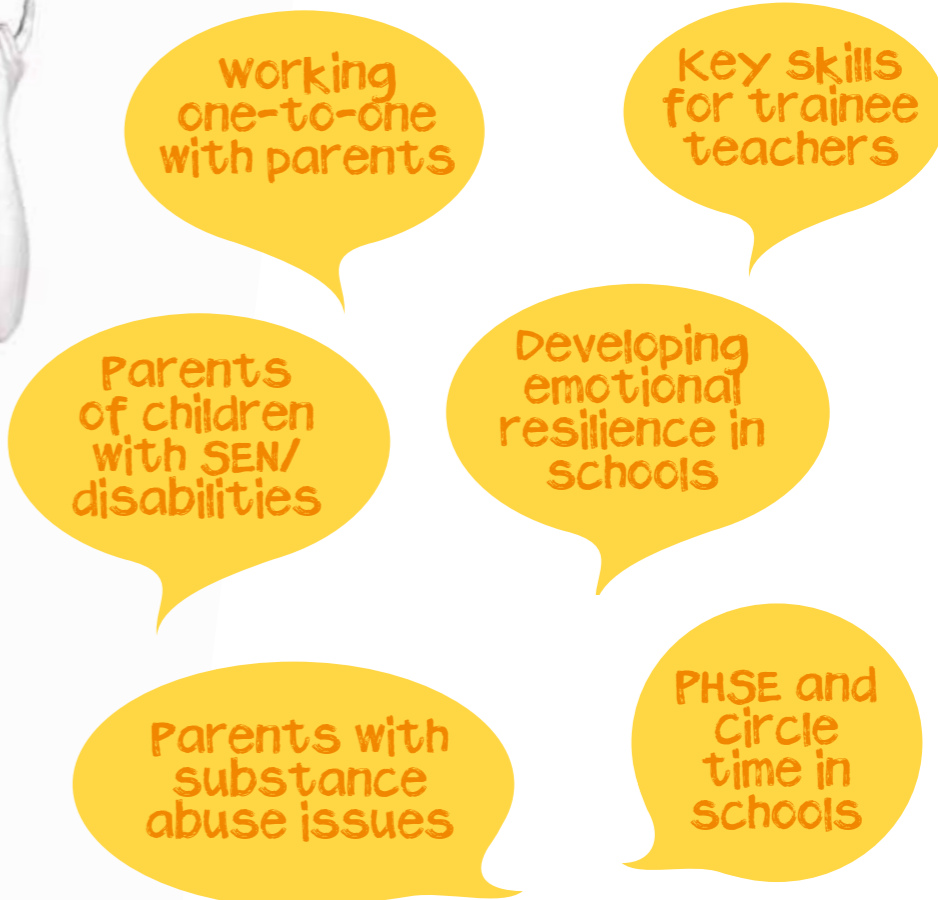 Working
one-to-one
with parents
Key skills
for trainee
teachers
Parents
of children
with SEN/
disabilities
Developing
emotional
resilience in
schools
Parents with
substance
abuse issues
PHSE and
circle
time in
schools